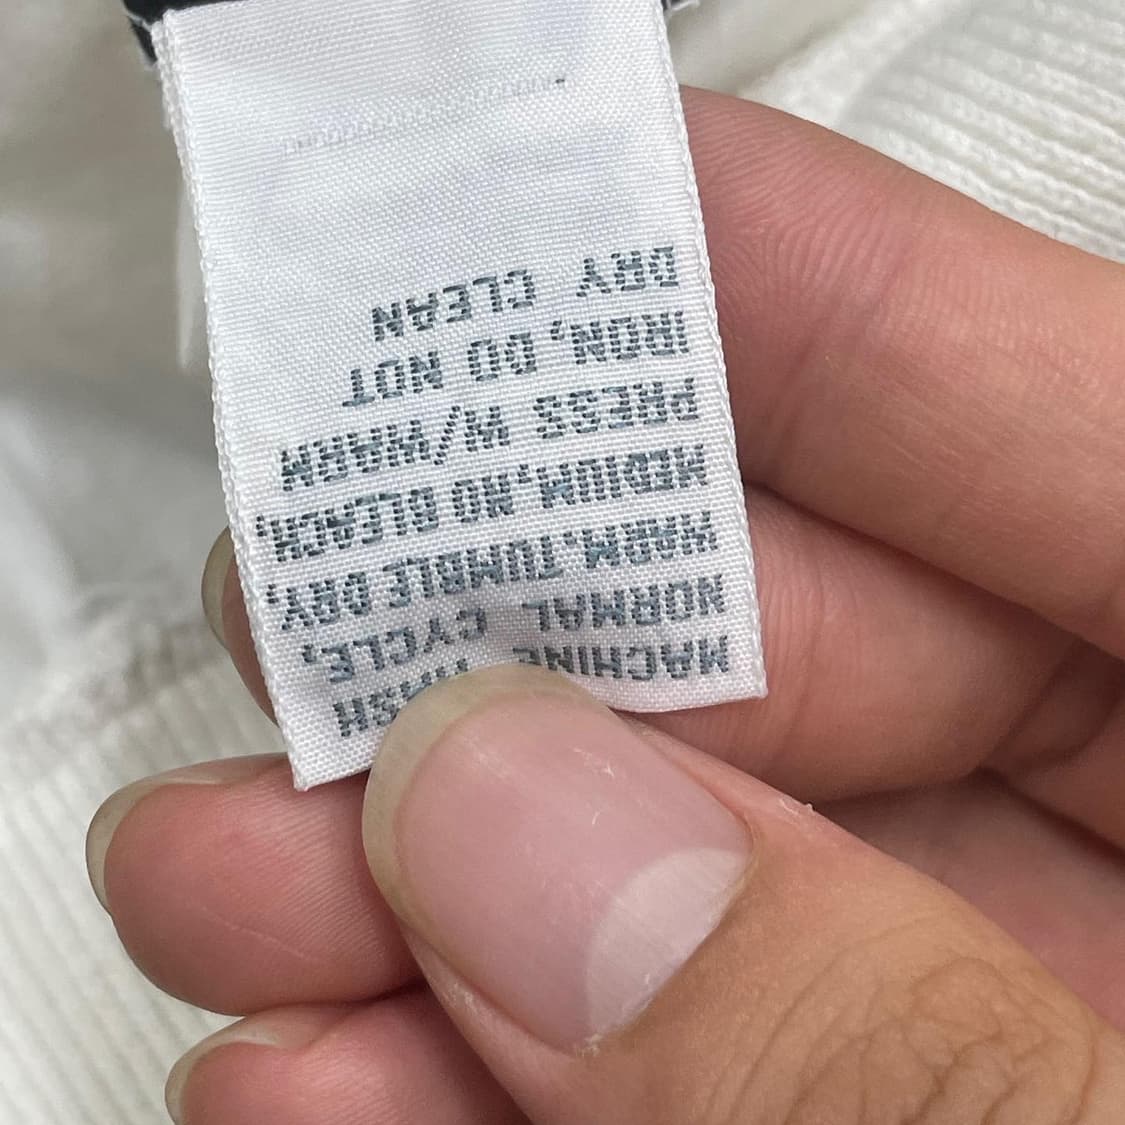 MACHINE WASH
NORMAL CYCLE,
WARM, TUMBLE DRY,
MEDIUM, NO BLEACH,
PRESS W/WARM
IRON, DO NOT
DRY CLEAN